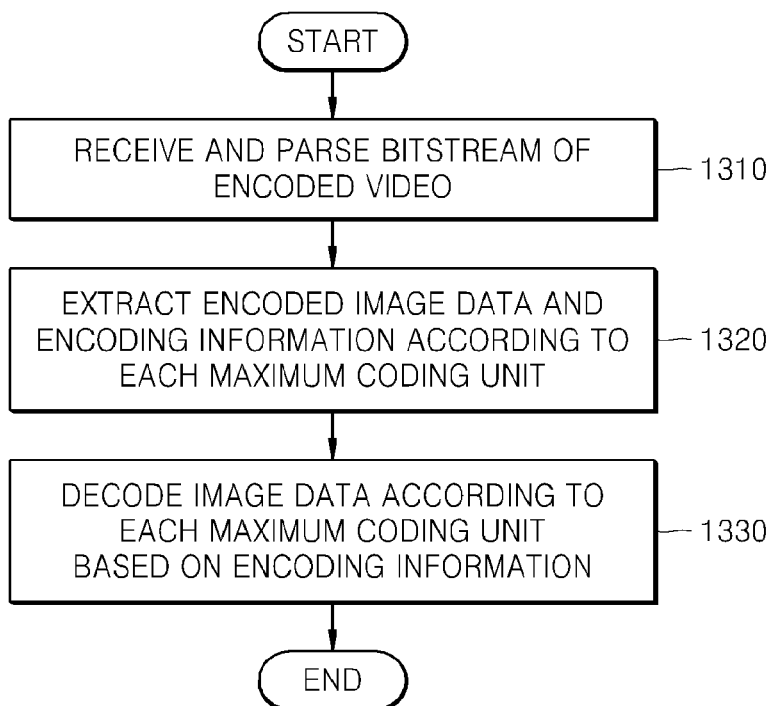 START
RECEIVE AND PARSE BITSTREAM OF
ENCODED VIDEO
1310
EXTRACT ENCODED IMAGE DATA AND
ENCODING INFORMATION ACCORDING TO
EACH MAXIMUM CODING UNIT
1320
DECODE IMAGE DATA ACCORDING TO
EACH MAXIMUM CODING UNIT
BASED ON ENCODING INFORMATION
1330
END